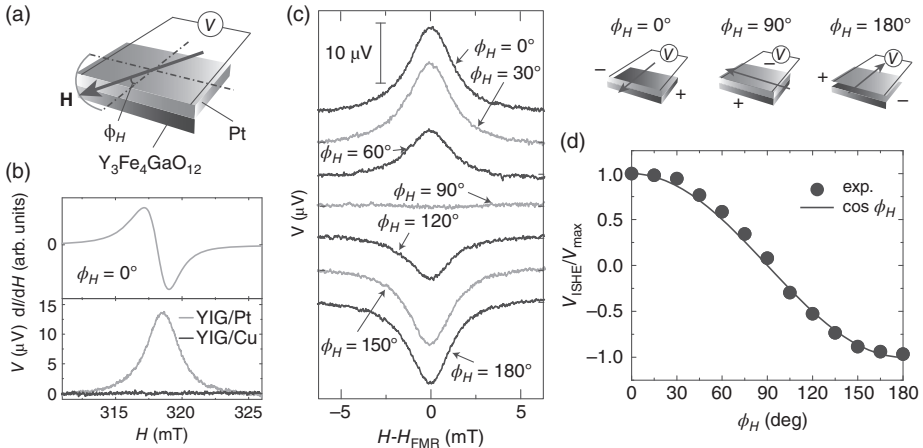 (a)
V
H
ϕH
Pt
Y3Fe4GaO12
(b)
dI/dH (arb. units)
0
ϕH = 0°
V (μV)
15
10
5
0
YIG/Pt
YIG/Cu
315
320
325
H (mT)
(c)
10 μV
ϕH = 0°
ϕH = 30°
ϕH = 60°
ϕH = 90°
ϕH = 120°
ϕH = 150°
ϕH = 180°
V (μV)
−5
0
5
H-HFMR (mT)
ϕH = 0°
ϕH = 90°
ϕH = 180°
V
−
+
V
−
+
V
+
−
(d)
VISHE/Vmax
1.0
0.5
0.0
−0.5
−1.0
exp.
cos ϕH
0
30
60
90
120
150
180
ϕH (deg)